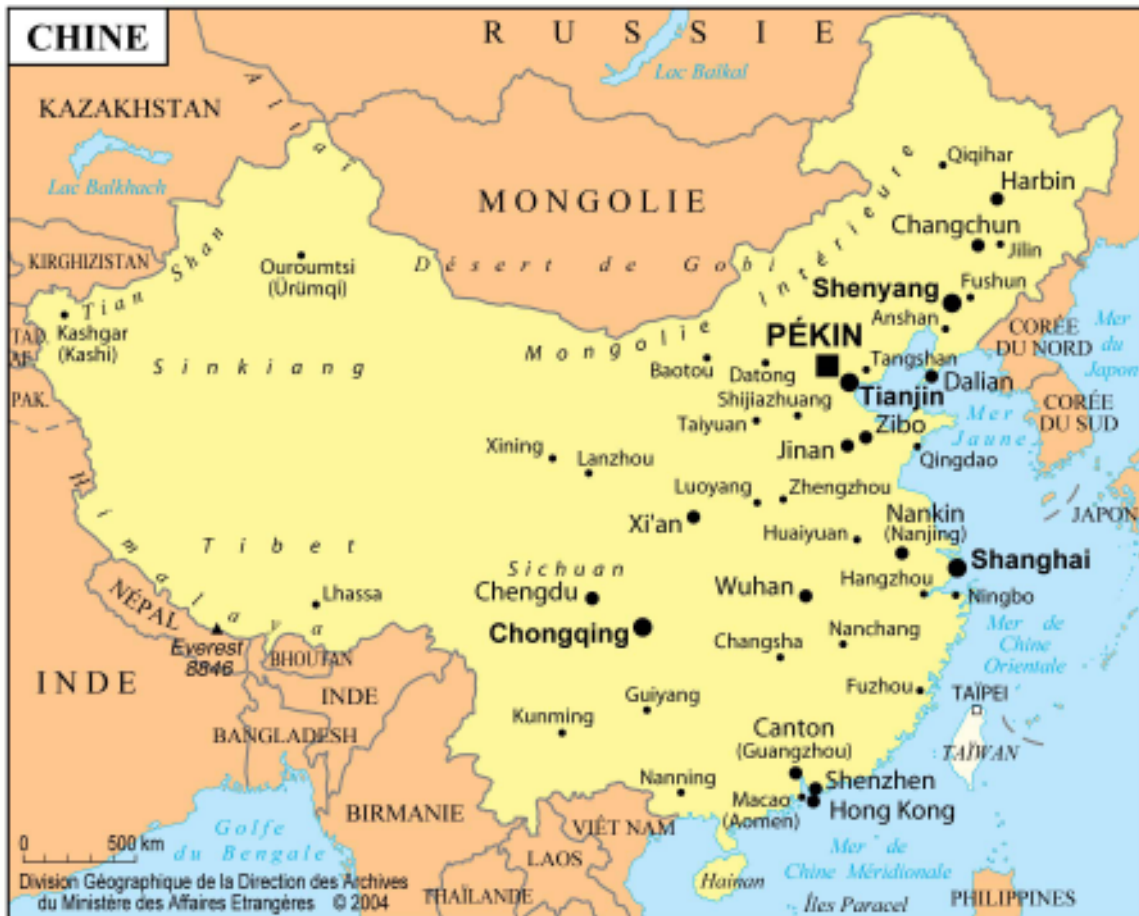 CHINE
RUSSIE
Lac Baïkal
KAZAKHSTAN
Altaï
Lac Balkhach
MONGOLIE
Qiqihar
Harbin
Changchun
Jilin
KIRGHIZISTAN
Tian Shan
Ouroumtsi
(Ürümqi)
Désert de Gobi
Mongolie Intérieure
Shenyang
Fushun
Anshan
Kashgar
(Kashi)
TAD.
AF.
PAK.
Sinkiang
PÉKIN
Baotou
Datong
Tangshan
Dalian
Tianjin
CORÉE
DU NORD
Mer
du
Japon
CORÉE
DU SUD
Shijiazhuang
Taiyuan
Zibo
Jinan
Mer
Jaune
Qingdao
Xining
Lanzhou
Luoyang
Zhengzhou
Xi'an
Huaiyuan
Nankin
(Nanjing)
JAPON
Shanghai
Himalaya
Tibet
Sichuan
Chengdu
Wuhan
Hangzhou
Ningbo
Lhassa
Chongqing
NÉPAL
Everest
8846
BHOUTAN
Changsha
Nanchang
Mer de
Chine
Orientale
INDE
INDE
Guiyang
Kunming
Fuzhou
TAÏPEI
TAÏWAN
BANGLADESH
Canton
(Guangzhou)
Shenzhen
Hong Kong
Macao
(Aomen)
Nanning
BIRMANIE
VIÊT NAM
LAOS
THAÏLANDE
Golfe
du Bengale
Hainan
Mer de
Chine Méridionale
Îles Paracel
PHILIPPINES
0 500 km
Division Géographique de la Direction des Archives
du Ministère des Affaires Etrangères © 2004